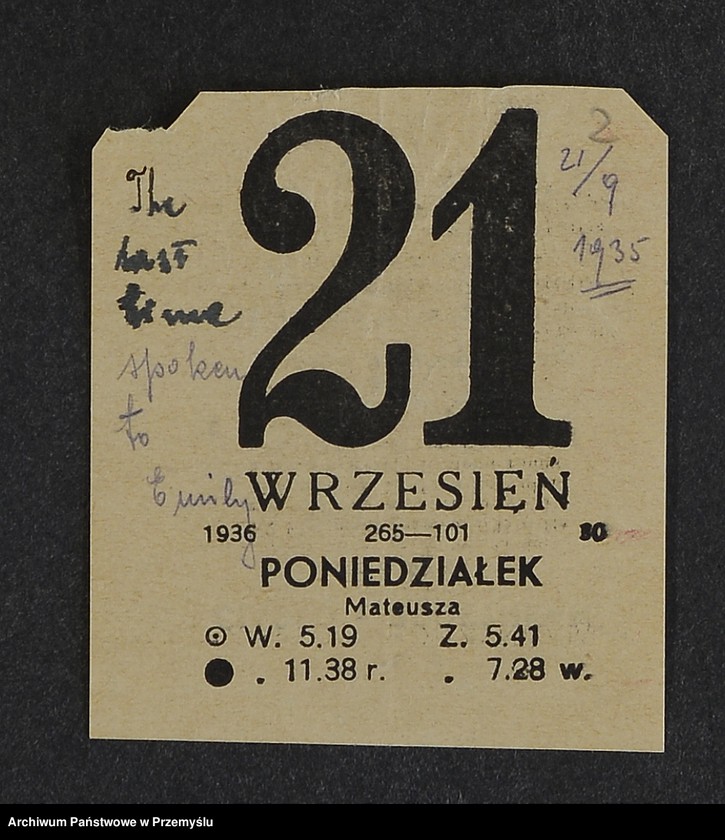 2
21
21/9
1935
The
last
time
spoken
to
Emily
WRZESIEŃ
1936 265—101 30
PONIEDZIAŁEK
Mateusza
W. 5.19 Z. 5.41
. 11.38 r. . 7.28 w.
Archiwum Państwowe w Przemyślu